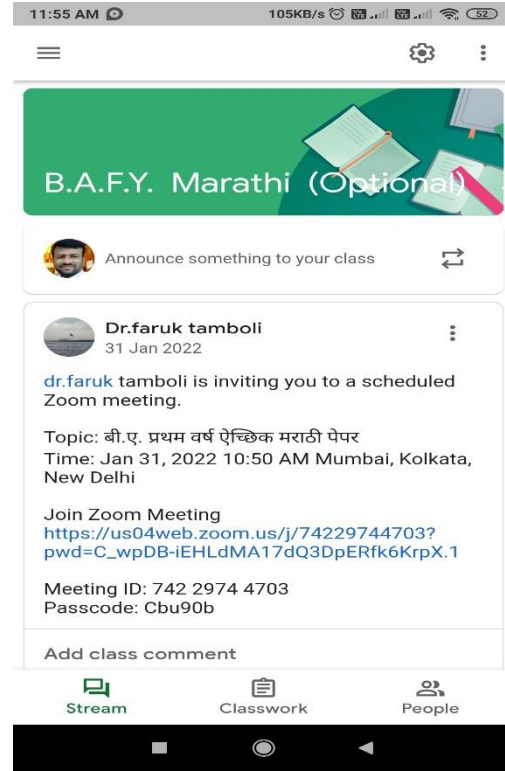 11:55 AM
105KB/s
52
B.A.F.Y. Marathi (Optional)
Announce something to your class
Dr.faruk tamboli
31 Jan 2022
dr.faruk tamboli is inviting you to a scheduled
Zoom meeting.
Topic: बी.ए. प्रथम वर्ष ऐच्छिक मराठी पेपर
Time: Jan 31, 2022 10:50 AM Mumbai, Kolkata,
New Delhi
Join Zoom Meeting
https://us04web.zoom.us/j/74229744703?
pwd=C_wpDB-iEHLdMA17dQ3DpERfk6KrpX.1
Meeting ID: 742 2974 4703
Passcode: Cbu90b
Add class comment
Stream
Classwork
People